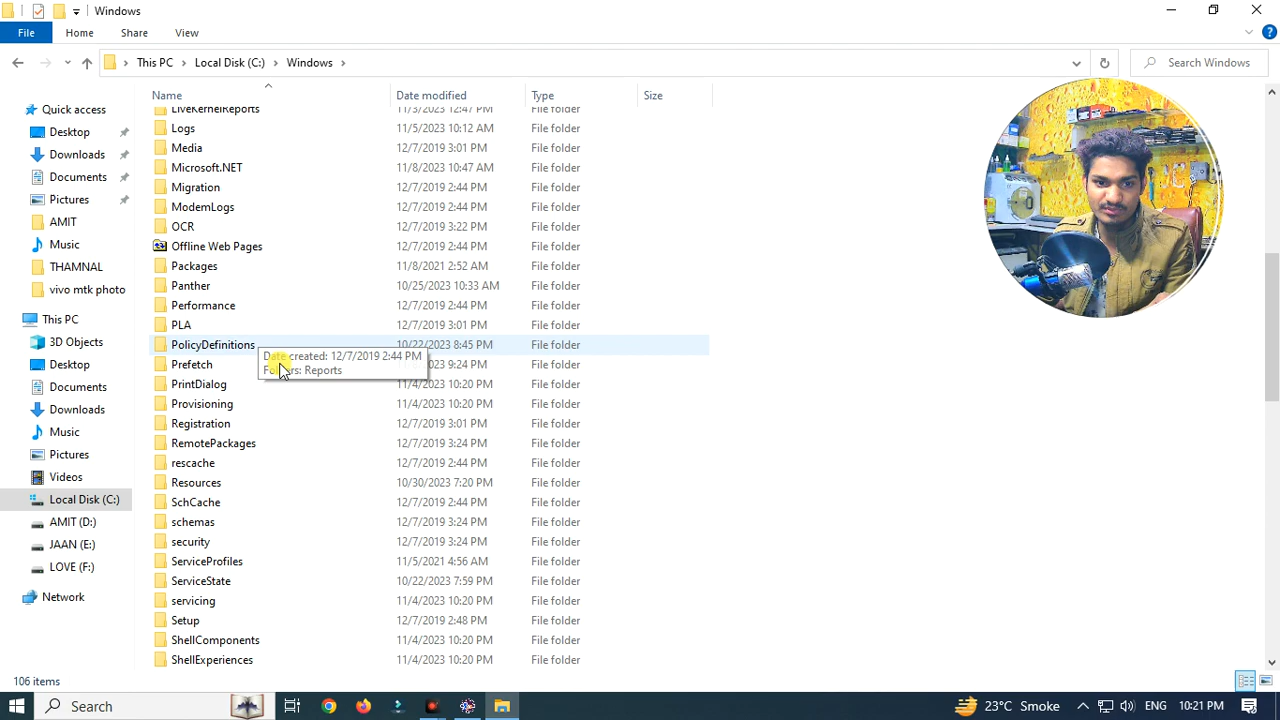 Windows
File Home Share View
This PC Local Disk (C:) Windows Search Windows
Name Date modified Type Size
Quick access
Desktop
Downloads
Documents
Pictures
AMIT
Music
THAMNAL
vivo mtk photo
This PC
3D Objects
Desktop
Documents
Downloads
Music
Pictures
Videos
Local Disk (C:)
AMIT (D:)
JAAN (E:)
LOVE (F:)
Network
LiveKernelReports 11/3/2023 12:47 PM File folder
Logs 11/5/2023 10:12 AM File folder
Media 12/7/2019 3:01 PM File folder
Microsoft.NET 11/8/2023 10:47 AM File folder
Migration 12/7/2019 2:44 PM File folder
ModemLogs 12/7/2019 2:44 PM File folder
OCR 12/7/2019 3:22 PM File folder
Offline Web Pages 12/7/2019 2:44 PM File folder
Packages 11/8/2021 2:52 AM File folder
Panther 10/25/2023 10:33 AM File folder
Performance 12/7/2019 2:44 PM File folder
PLA 12/7/2019 3:01 PM File folder
PolicyDefinitions 10/22/2023 8:45 PM File folder
Date created: 12/7/2019 2:44 PM
Folders: Reports
Prefetch 2023 9:24 PM File folder
PrintDialog 11/4/2023 10:20 PM File folder
Provisioning 11/4/2023 10:20 PM File folder
Registration 12/7/2019 3:01 PM File folder
RemotePackages 12/7/2019 3:24 PM File folder
rescache 12/7/2019 2:44 PM File folder
Resources 10/30/2023 7:20 PM File folder
SchCache 12/7/2019 2:44 PM File folder
schemas 12/7/2019 3:24 PM File folder
security 12/7/2019 3:24 PM File folder
ServiceProfiles 11/5/2021 4:56 AM File folder
ServiceState 10/22/2023 7:59 PM File folder
servicing 11/4/2023 10:20 PM File folder
Setup 12/7/2019 2:48 PM File folder
ShellComponents 11/4/2023 10:20 PM File folder
ShellExperiences 11/4/2023 10:20 PM File folder
106 items
Search 23°C Smoke ENG 10:21 PM